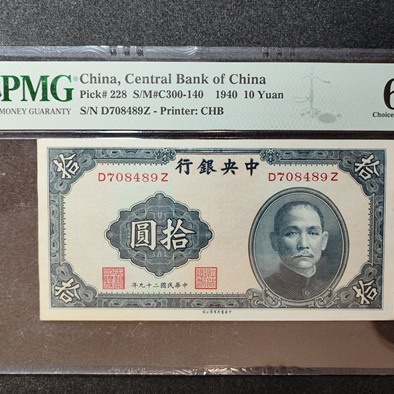 PMG
MONEY GUARANTY
China, Central Bank of China
Pick# 228 S/M#C300-140 1940 10 Yuan
S/N D708489Z - Printer: CHB
6
Choice
拾 行銀央中 拾
D708489Z D708489Z
拾圓
拾 年九十二國民華中 拾